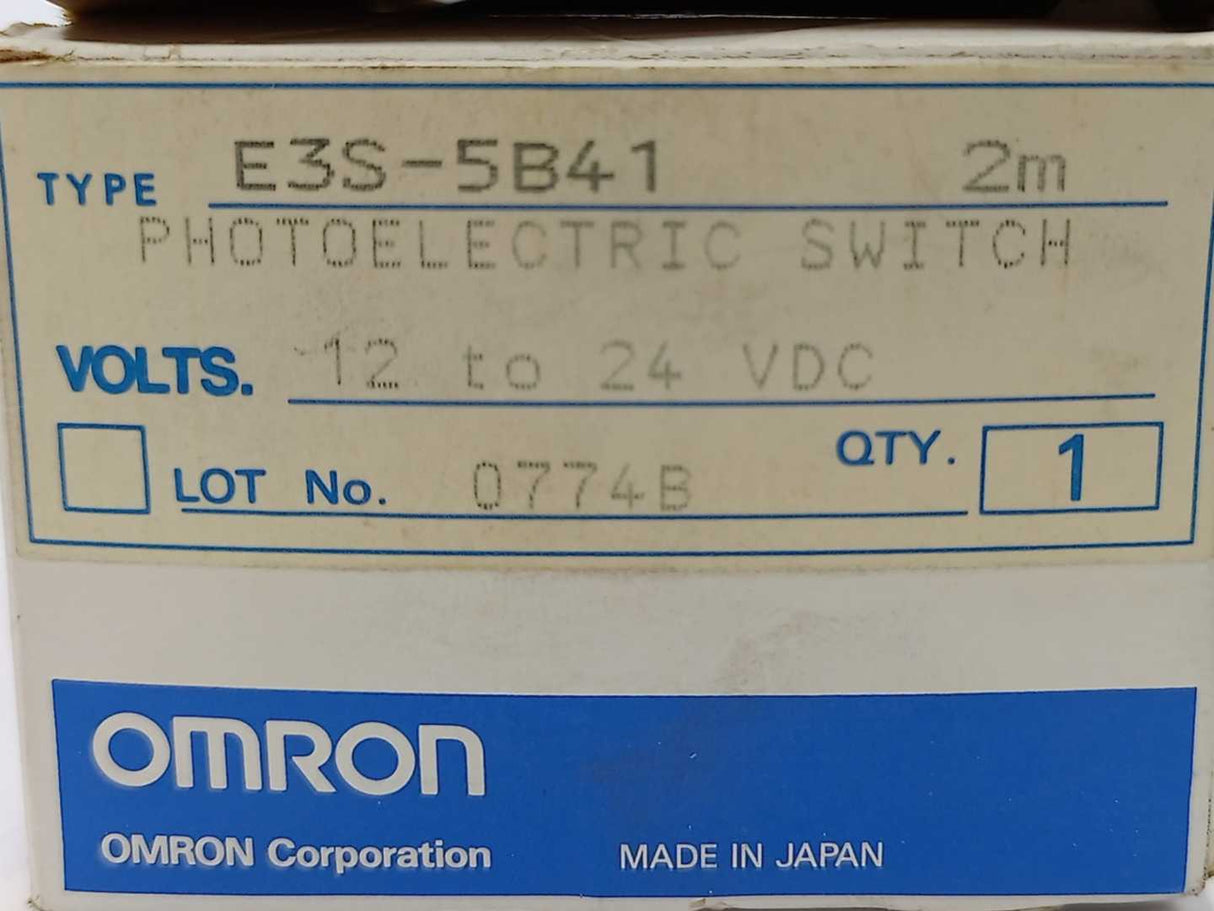 TYPE E3S-5B41 2m
PHOTOELECTRIC SWITCH
VOLTS. 12 to 24 VDC
LOT No. 0774B QTY. 1
OMRON
OMRON Corporation MADE IN JAPAN